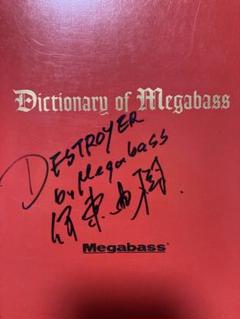 Dictionary of Megabass
DESTROYER
by Megabass
伊東由樹
Megabass